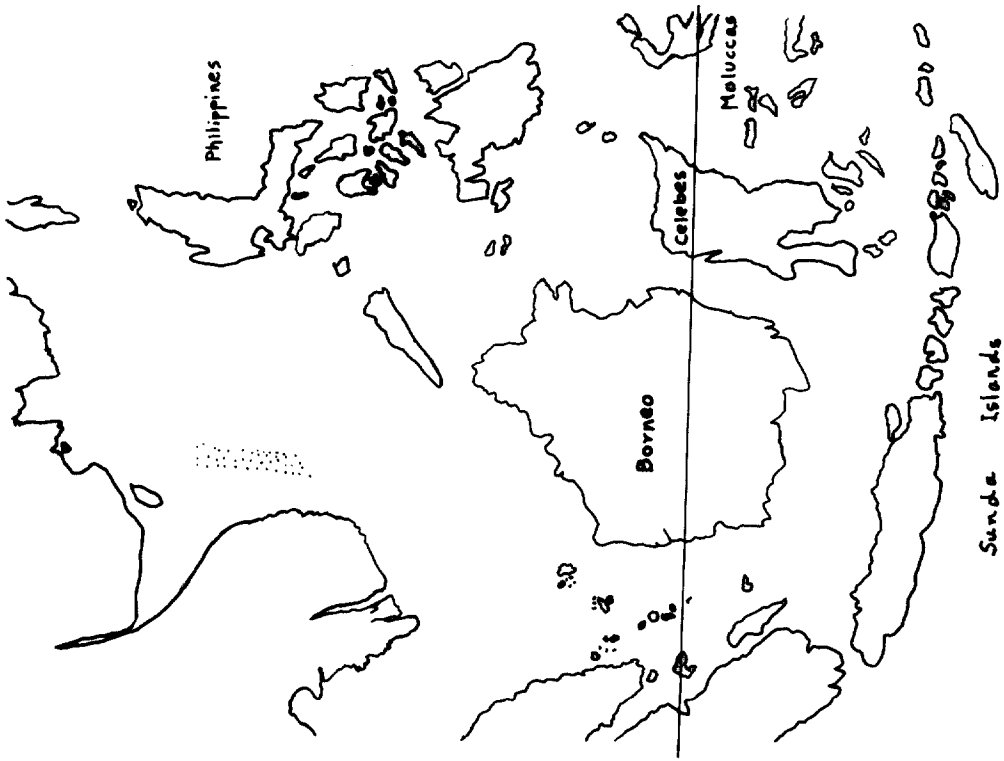 Philippines
Moluccas
Celebes
Borneo
Sunda Islands